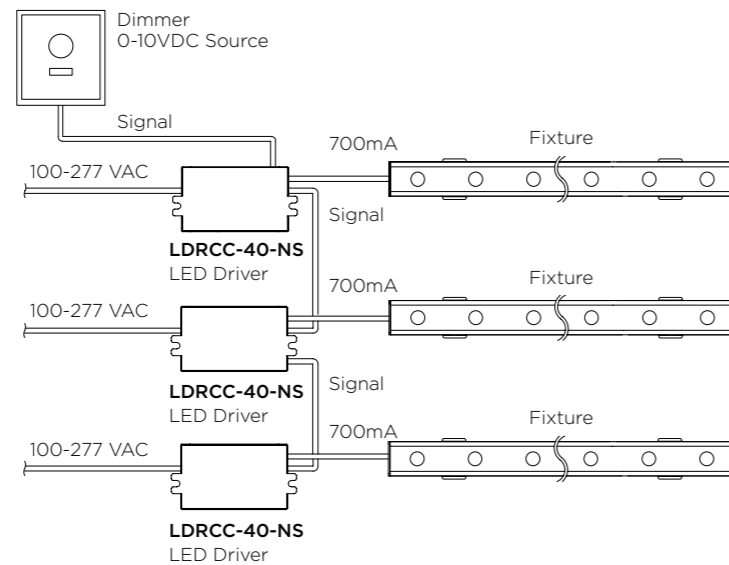 Dimmer
0-10VDC Source
Signal
700mA
Fixture
100-277 VAC
Signal
LDRCC-40-NS
LED Driver
700mA
Fixture
100-277 VAC
Signal
LDRCC-40-NS
LED Driver
700mA
Fixture
100-277 VAC
LDRCC-40-NS
LED Driver